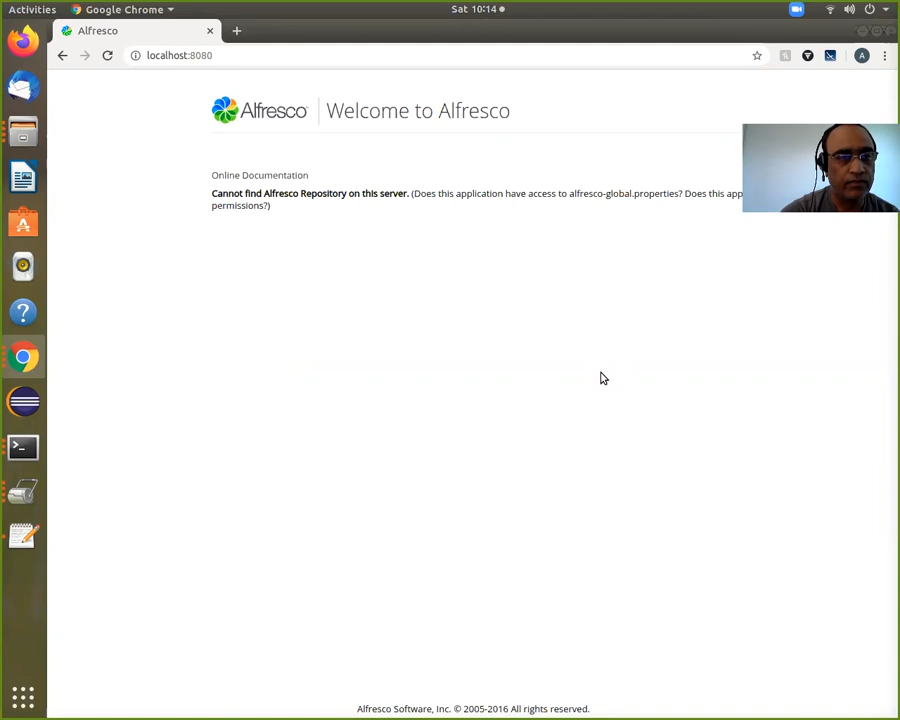 Activities
Google Chrome
Sat 10:14
Alfresco
localhost:8080
A
Alfresco
Welcome to Alfresco
Online Documentation
Cannot find Alfresco Repository on this server. (Does this application have access to alfresco-global.properties? Does this app
permissions?)
Alfresco Software, Inc. © 2005-2016 All rights reserved.